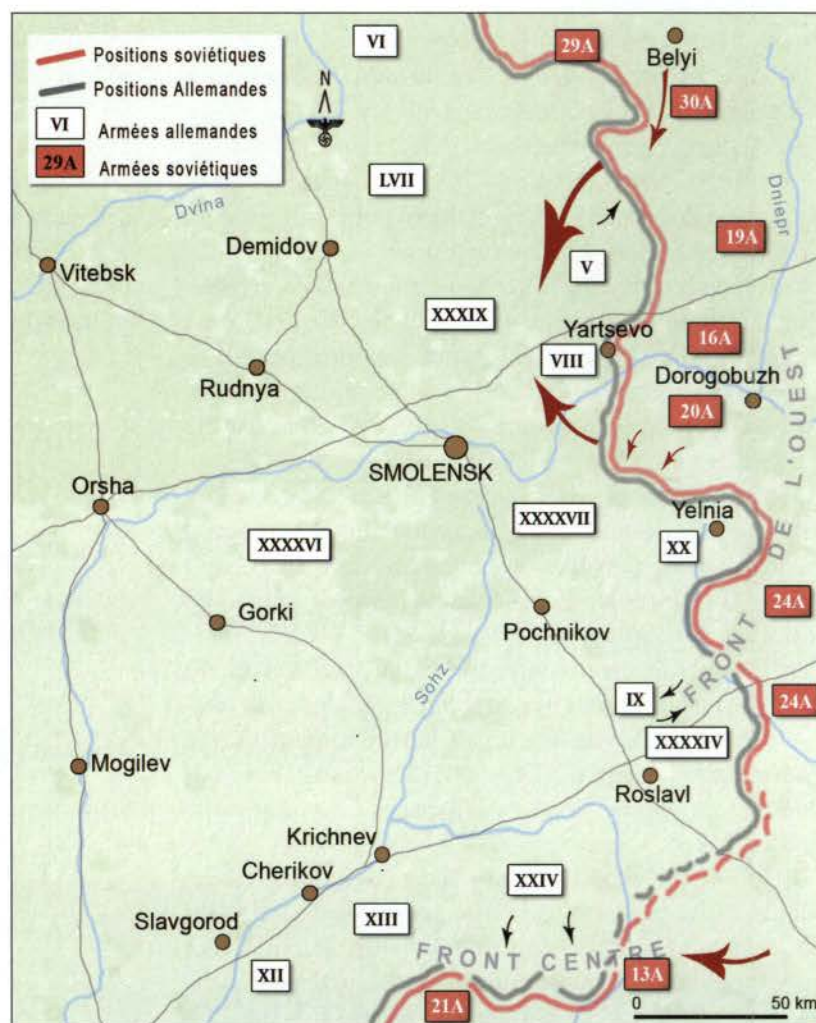 Positions soviétiques
Positions Allemandes
VI Armées allemandes
29A Armées soviétiques
N
VI
29A
Belyi
30A
LVII
Dvina
Dniepr
Demidov
19A
Vitebsk
V
XXXIX
Yartsevo
16A
VIII
Rudnya
Dorogobuzh
20A
SMOLENSK
Orsha
XXXXVII
Yelnia
XXXXVI
XX
Gorki
Pochnikov
24A
FRONT DE L'OUEST
Sohz
IX
24A
XXXXIV
Mogilev
Roslavl
Krichnev
Cherikov
XXIV
XIII
Slavgorod
FRONT CENTRE
XII
13A
21A
0 50 km